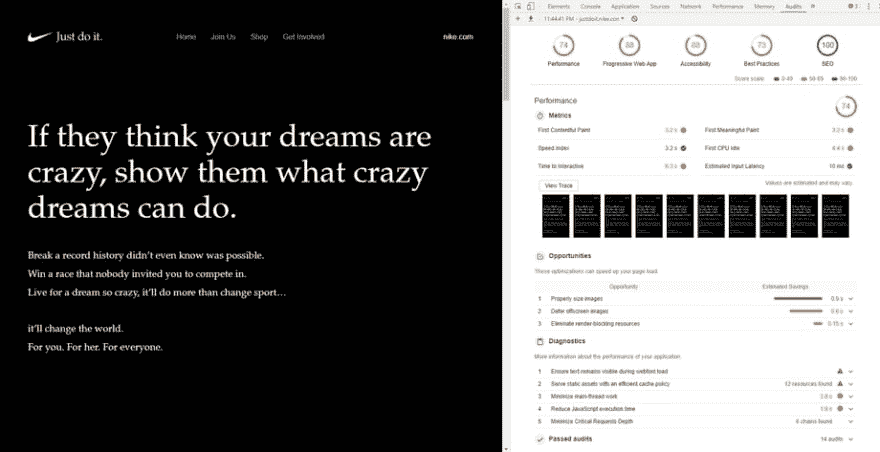 Just do it.
Home Join Us Shop Get Involved
nike.com
If they think your dreams are
crazy, show them what crazy
dreams can do.
Break a record history didn't even know was possible.
Win a race that nobody invited you to compete in.
Live for a dream so crazy, it'll do more than change sport…
it'll change the world.
For you. For her. For everyone.
Elements Console Application Sources Network Performance Memory Audits
11:44:41 PM - justdoit.nike.com
74 88 88 73 100
Performance Progressive Web App Accessibility Best Practices SEO
Score scale: 0-49 50-89 90-100
Performance
74
Metrics
First Contentful Paint 3.2 s First Meaningful Paint 3.2 s
Speed Index 3.2 s First CPU Idle 4.4 s
Time to Interactive Estimated Input Latency 16 ms
View Trace
Values are estimated and may vary.
Opportunities
These optimizations can speed up your page load.
Opportunity Estimated Savings
1 Properly size images 0.9 s
2 Defer offscreen images 0.6 s
3 Eliminate render-blocking resources 0.15 s
Diagnostics
More information about the performance of your application.
1 Ensure text remains visible during webfont load
2 Serve static assets with an efficient cache policy 12 resources found
3 Minimize main-thread work
4 Reduce JavaScript execution time
5 Minimize Critical Requests Depth 6 chains found
Passed audits 14 audits